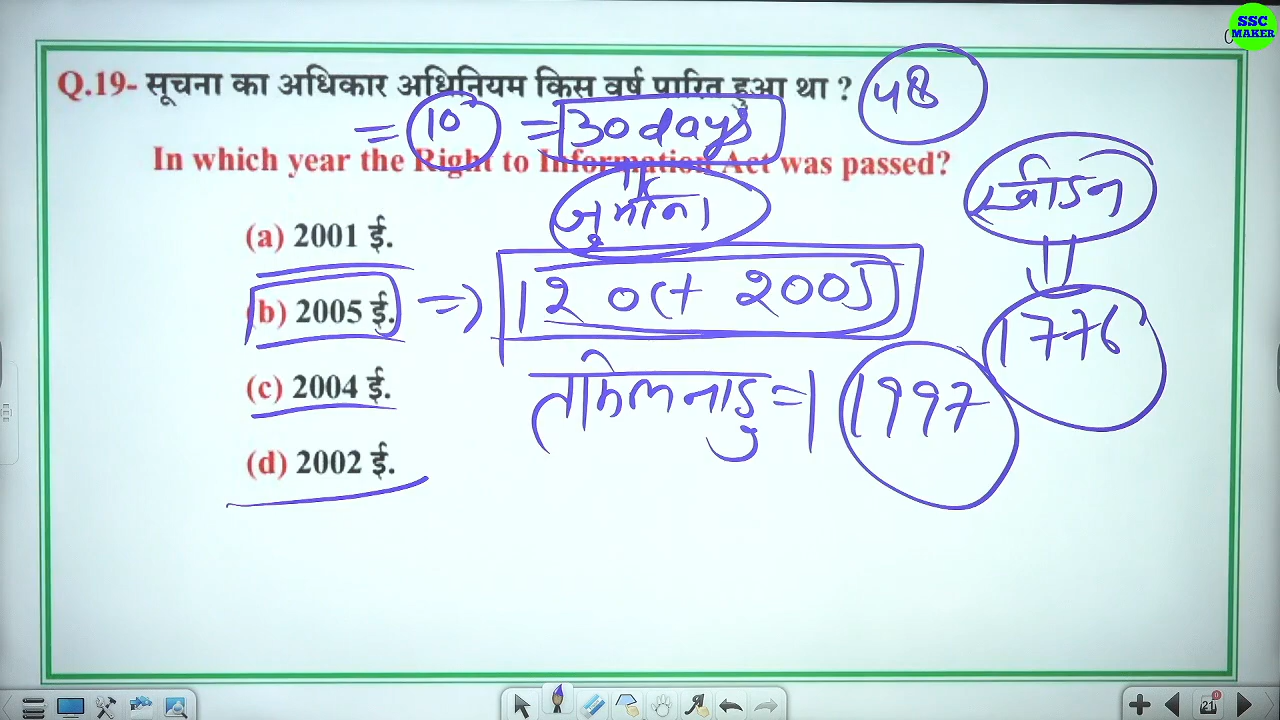 SSC
MAKER
Q.19- सूचना का अधिकार अधिनियम किस वर्ष पारित हुआ था ?
= 10 = 30 days
In which year the Right to Information Act was passed?
जुर्माना
स्वीडन
(a) 2001 ई.
(b) 2005 ई. => 12 oct 2005
1776
(c) 2004 ई.
तमिलनाडु = 1997
(d) 2002 ई.
21